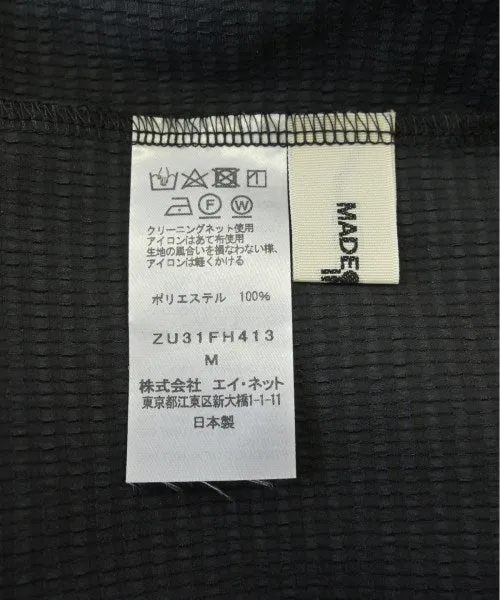 F W
クリーニングネット使用
アイロンはあて布使用
生地の風合いを損なわない様、
アイロンは軽くかける
ポリエステル 100%
ZU31FH413
M
株式会社 エイ・ネット
東京都江東区新大橋1-1-11
日本製
MADE